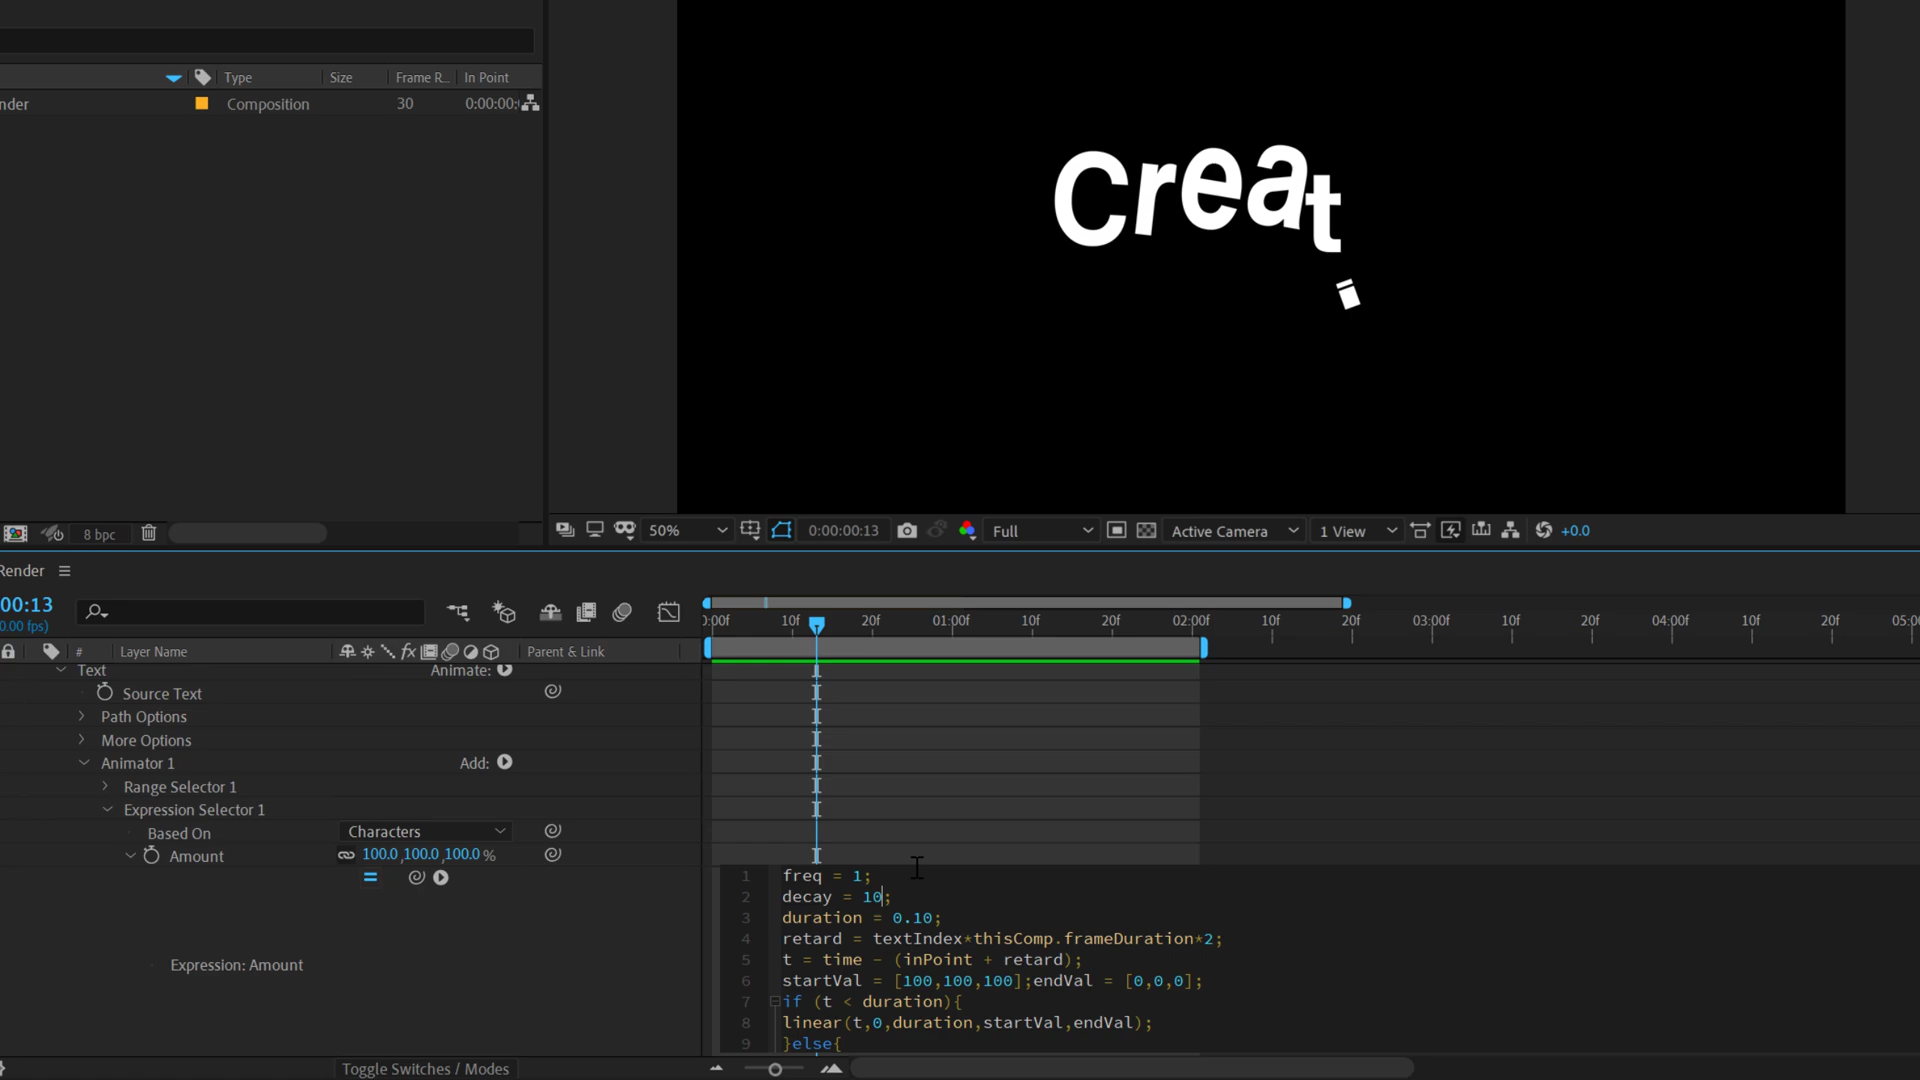 Type Size Frame R... In Point
nder Composition 30 0:00:00:
Creat
8 bpc
50% 0:00:00:13 Full Active Camera 1 View +0.0
Render
00:13
0.00 fps)
:00f 10f 20f 01:00f 10f 20f 02:00f 10f 20f 03:00f 10f 20f 04:00f 10f 20f 05:00
# Layer Name fx Parent & Link
Text Animate:
Source Text
Path Options
More Options
Animator 1 Add:
Range Selector 1
Expression Selector 1
Based On Characters
Amount 100.0,100.0,100.0 %
1 freq = 1;
2 decay = 10;
3 duration = 0.10;
4 retard = textIndex*thisComp.frameDuration*2;
5 t = time - (inPoint + retard);
Expression: Amount
6 startVal = [100,100,100];endVal = [0,0,0];
7 if (t < duration){
8 linear(t,0,duration,startVal,endVal);
9 }else{
Toggle Switches / Modes